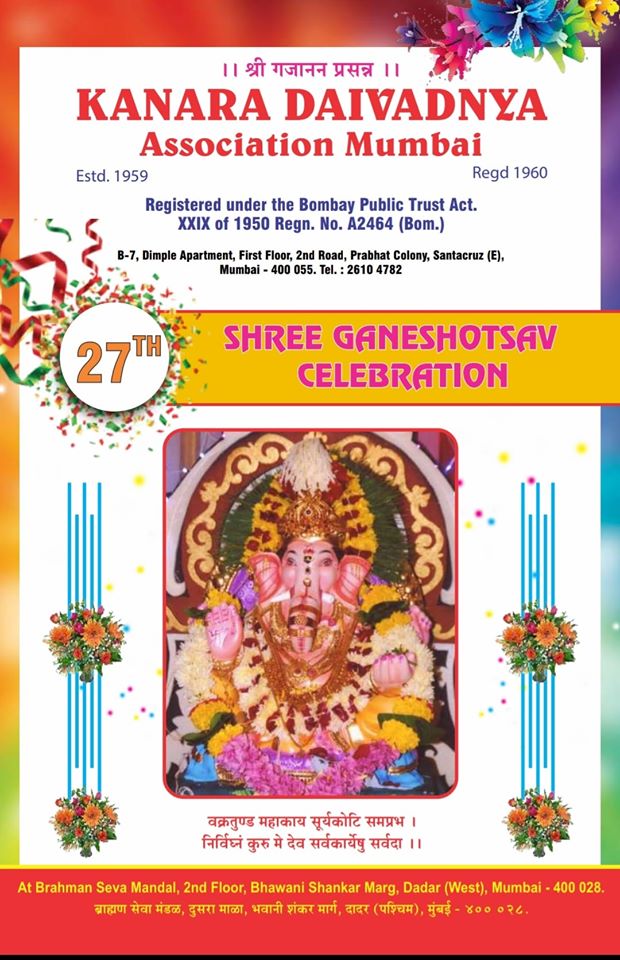 ।। श्री गजानन प्रसन्न ।।
KANARA DAIVADNYA
Association Mumbai
Estd. 1959
Regd 1960
Registered under the Bombay Public Trust Act.
XXIX of 1950 Regn. No. A2464 (Bom.)
B-7, Dimple Apartment, First Floor, 2nd Road, Prabhat Colony, Santacruz (E),
Mumbai - 400 055. Tel. : 2610 4782
27TH
SHREE GANESHOTSAV
CELEBRATION
वक्रतुण्ड महाकाय सूर्यकोटि समप्रभ ।
निर्विघ्नं कुरु मे देव सर्वकार्येषु सर्वदा ।।
At Brahman Seva Mandal, 2nd Floor, Bhawani Shankar Marg, Dadar (West), Mumbai - 400 028.
ब्राह्मण सेवा मंडळ, दुसरा माळा, भवानी शंकर मार्ग, दादर (पश्चिम), मुंबई - ४०० ०२८.